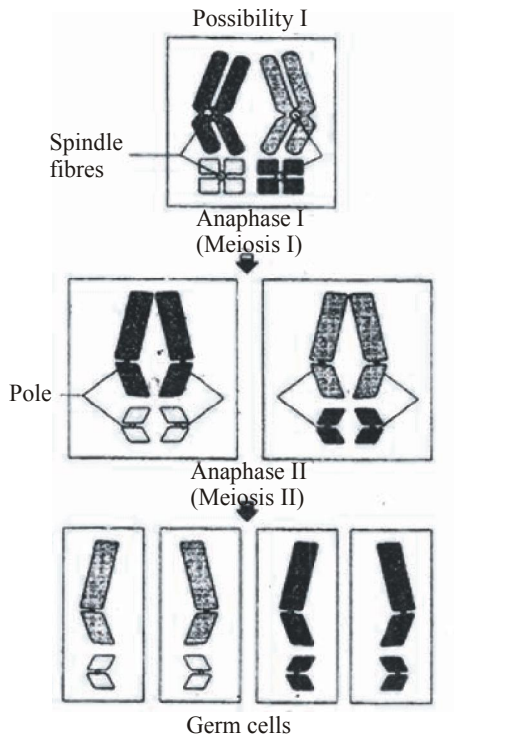 Possibility I
Spindle
fibres
Anaphase I
(Meiosis I)
Pole
Anaphase II
(Meiosis II)
Germ cells